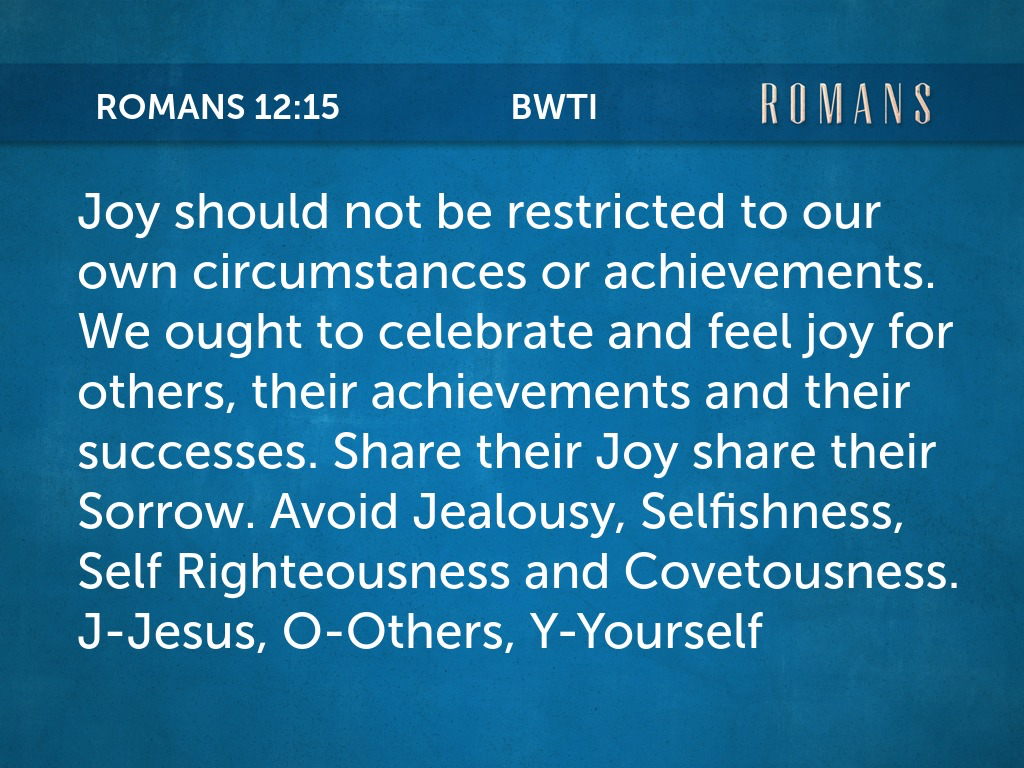 ROMANS 12:15 BWTI ROMANS
Joy should not be restricted to our
own circumstances or achievements.
We ought to celebrate and feel joy for
others, their achievements and their
successes. Share their Joy share their
Sorrow. Avoid Jealousy, Selfishness,
Self Righteousness and Covetousness.
J-Jesus, O-Others, Y-Yourself